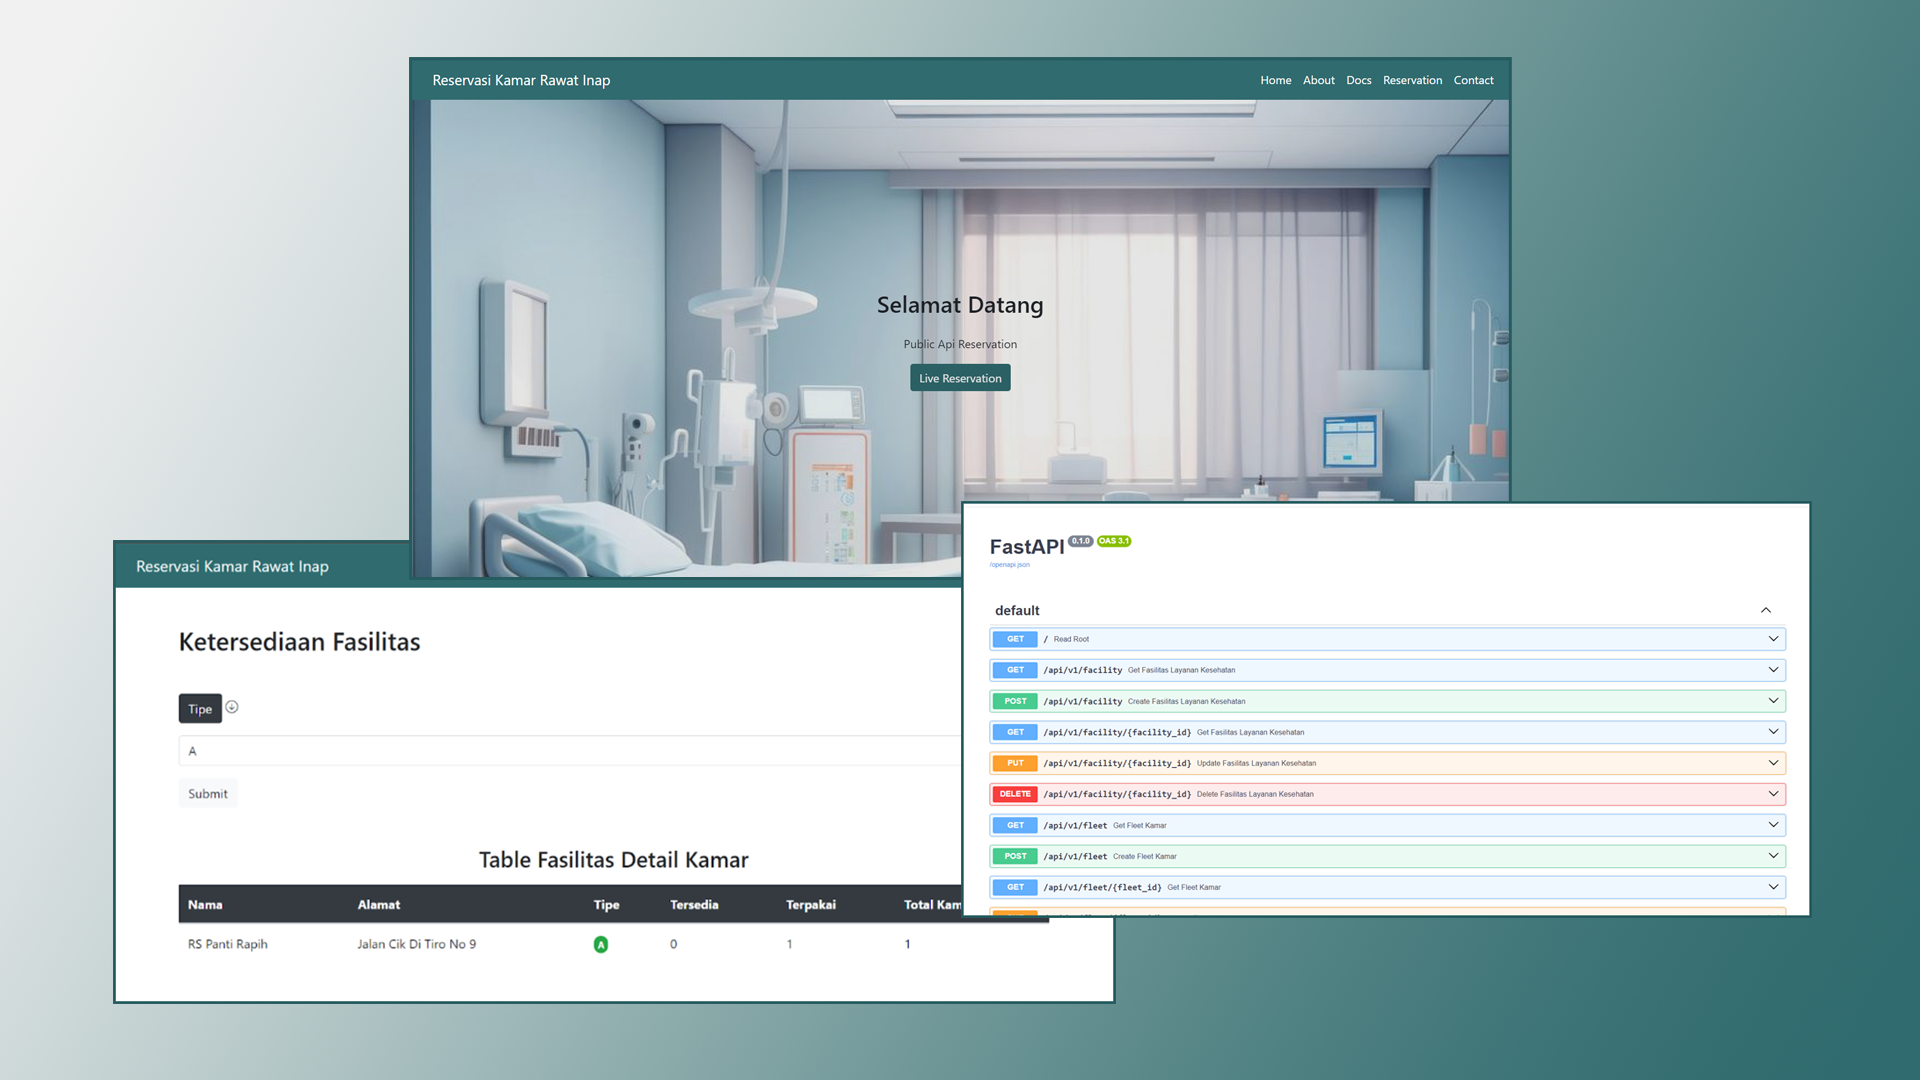 Reservasi Kamar Rawat Inap
Home About Docs Reservation Contact
Selamat Datang
Public Api Reservation
Live Reservation
Reservasi Kamar Rawat Inap
Ketersediaan Fasilitas
Tipe
A
Submit
Table Fasilitas Detail Kamar
Nama Alamat Tipe Tersedia Terpakai Total Kam
RS Panti Rapih Jalan Cik Di Tiro No 9 A 0 1 1
FastAPI 0.1.0 OAS 3.1
/openapi.json
default
GET / Read Root
GET /api/v1/facility Get Fasilitas Layanan Kesehatan
POST /api/v1/facility Create Fasilitas Layanan Kesehatan
GET /api/v1/facility/{facility_id} Get Fasilitas Layanan Kesehatan
PUT /api/v1/facility/{facility_id} Update Fasilitas Layanan Kesehatan
DELETE /api/v1/facility/{facility_id} Delete Fasilitas Layanan Kesehatan
GET /api/v1/fleet Get Fleet Kamar
POST /api/v1/fleet Create Fleet Kamar
GET /api/v1/fleet/{fleet_id} Get Fleet Kamar